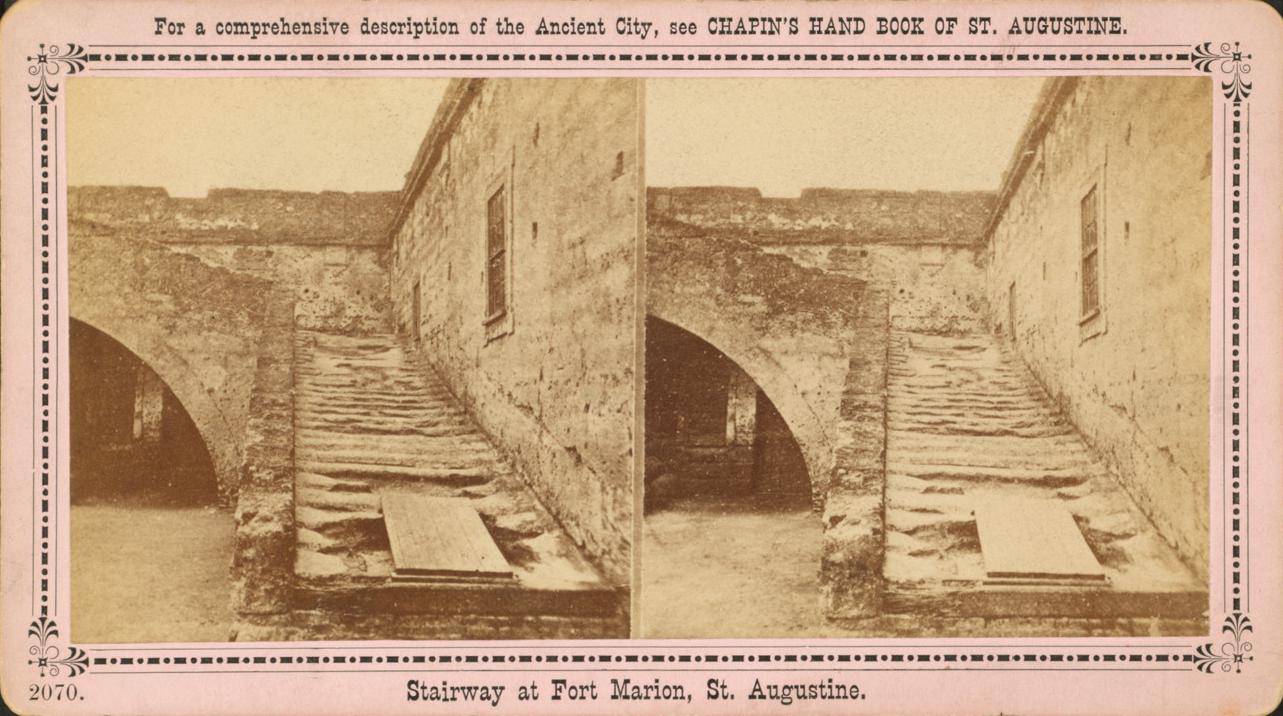 For a comprehensive description of the Ancient City, see CHAPIN'S HAND BOOK OF ST. AUGUSTINE.
2070.
Stairway at Fort Marion, St. Augustine.